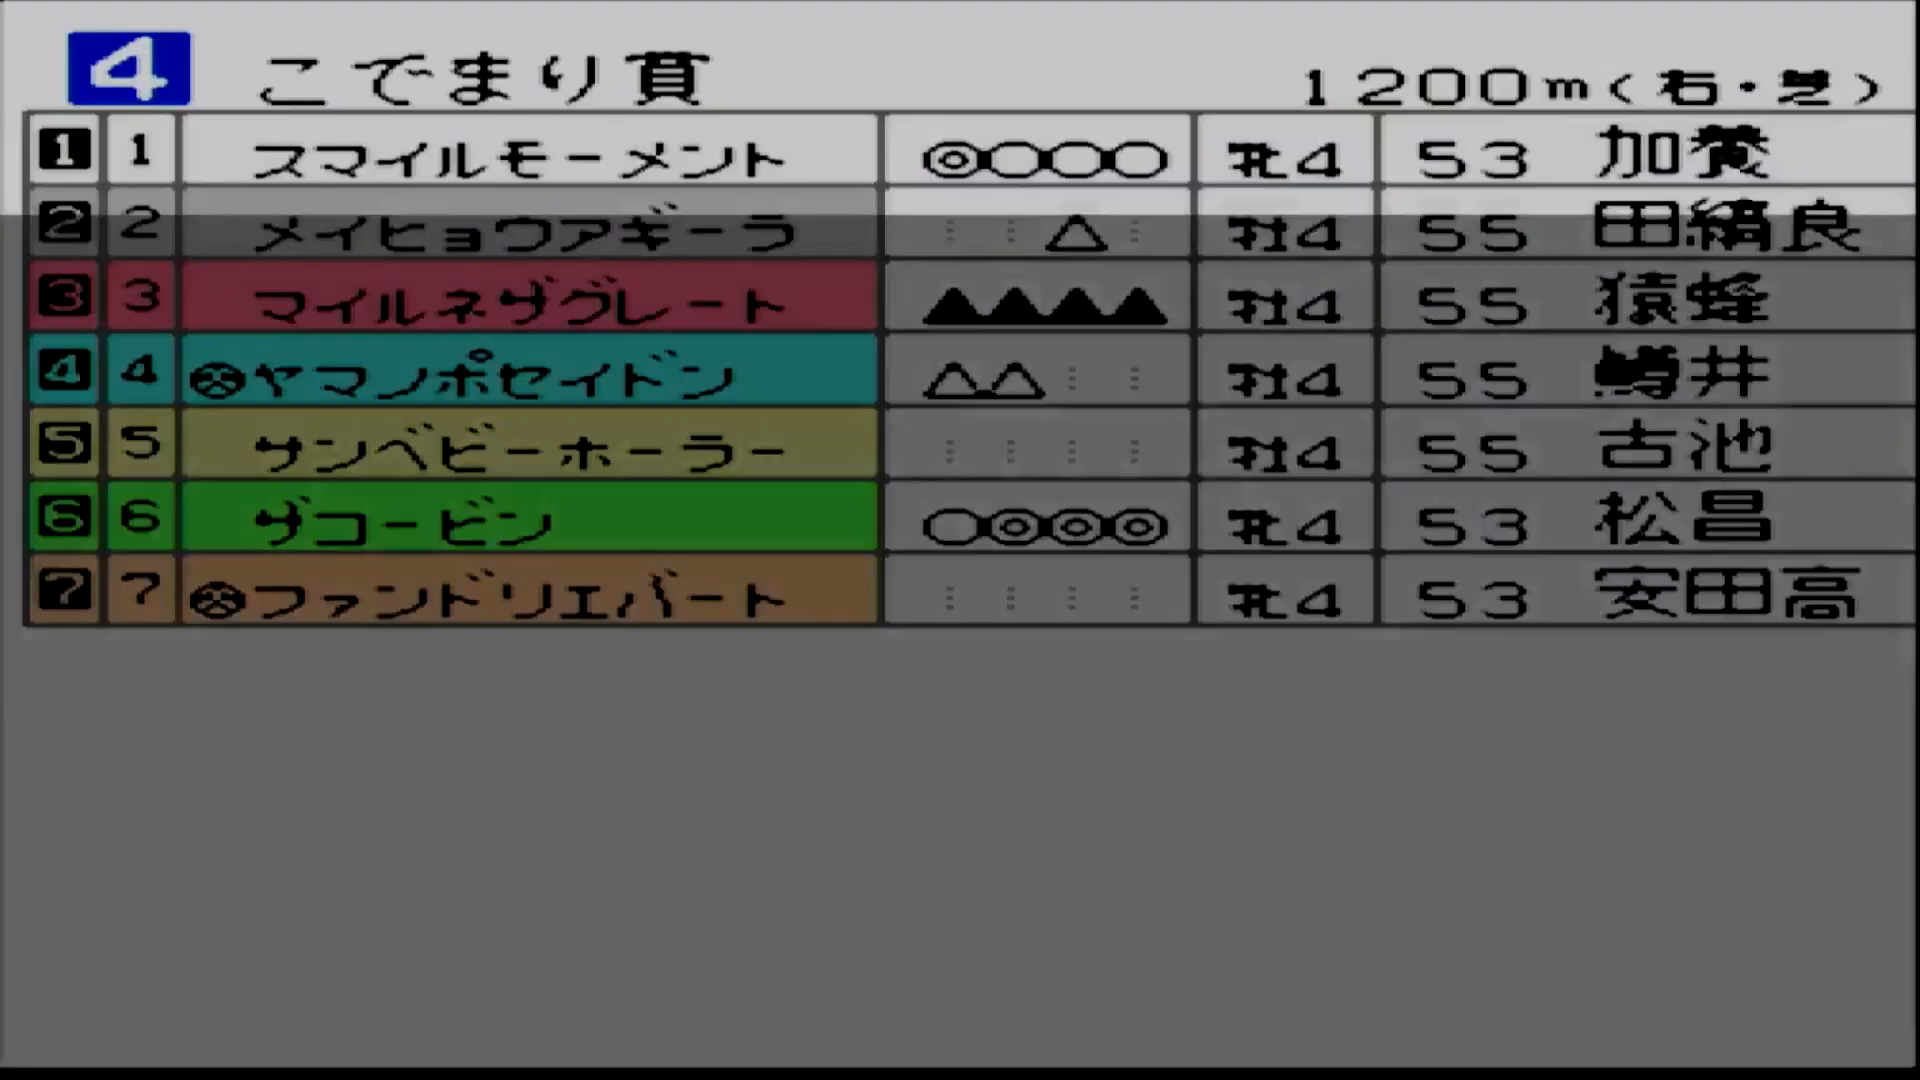 4 こでまり賞 1200m(右・芝)
1 1 スマイルモーメント ◎○○○ 牝4 53 加賀
2 2 メイヒョウアギーラ △ 牡4 55 田縞良
3 3 マイルネザグレート ▲▲▲▲ 牡4 55 猿蜂
4 4 ヤマノポセイドン △△ 牡4 55 井
5 5 サンベビーホーラー 牡4 55 古池
6 6 ザコービン ○◎◎◎ 牝4 53 松昌
7 7 ファンドリエバート 牝4 53 安田高